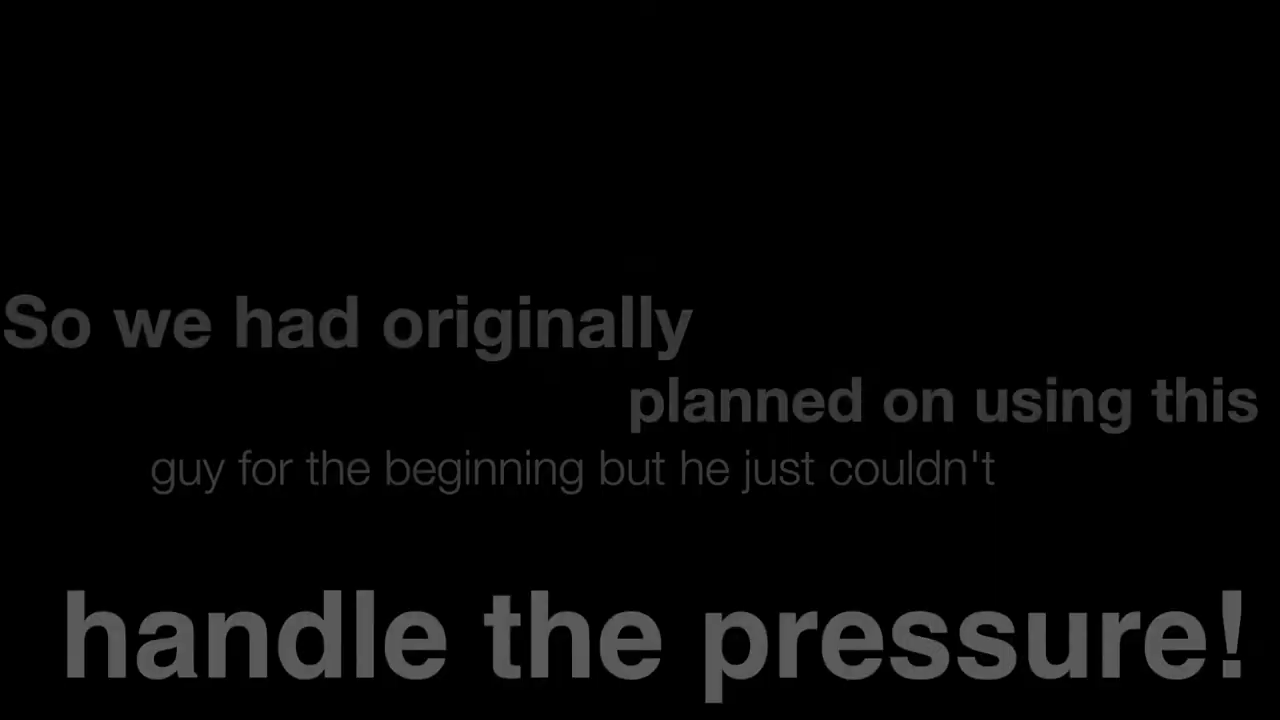 So we had originally
planned on using this
guy for the beginning but he just couldn't
handle the pressure!